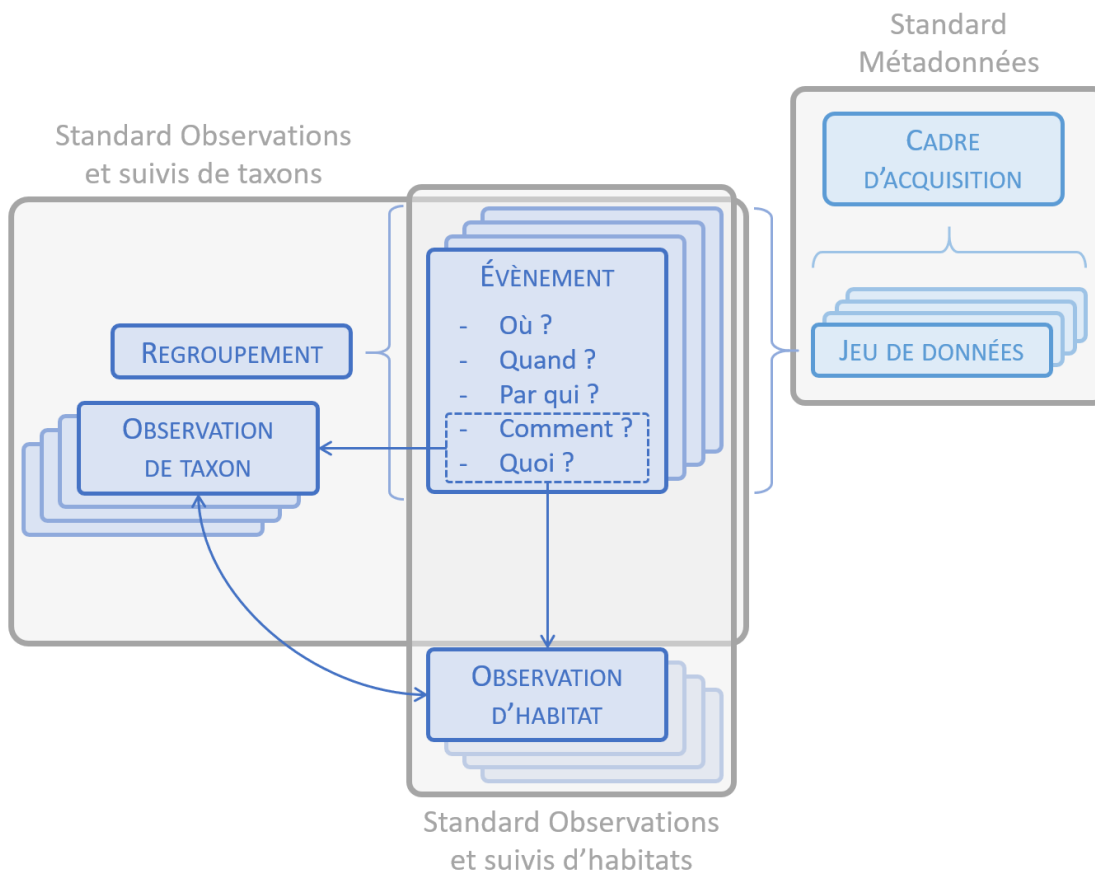 Standard
Métadonnées
CADRE
D'ACQUISITION
JEU DE DONNÉES
Standard Observations
et suivis de taxons
ÉVÈNEMENT
- Où ?
- Quand ?
- Par qui ?
- Comment ?
- Quoi ?
REGROUPEMENT
OBSERVATION
DE TAXON
OBSERVATION
D'HABITAT
Standard Observations
et suivis d'habitats